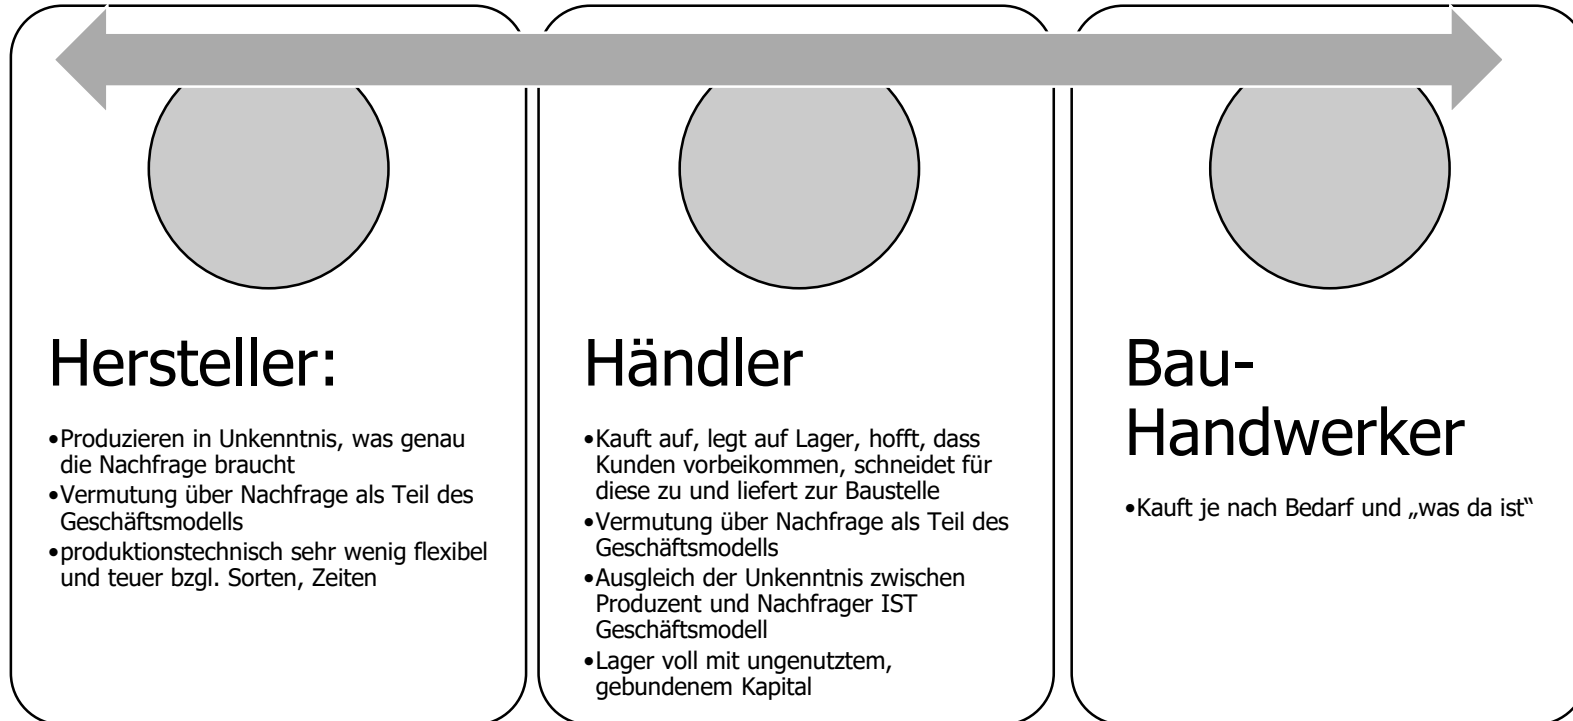 Hersteller:
•Produzieren in Unkenntnis, was genau
die Nachfrage braucht
•Vermutung über Nachfrage als Teil des
Geschäftsmodells
•produktionstechnisch sehr wenig flexibel
und teuer bzgl. Sorten, Zeiten
Händler
•Kauft auf, legt auf Lager, hofft, dass
Kunden vorbeikommen, schneidet für
diese zu und liefert zur Baustelle
•Vermutung über Nachfrage als Teil des
Geschäftsmodells
•Ausgleich der Unkenntnis zwischen
Produzent und Nachfrager IST
Geschäftsmodell
•Lager voll mit ungenutztem,
gebundenem Kapital
Bau-
Handwerker
•Kauft je nach Bedarf und „was da ist“